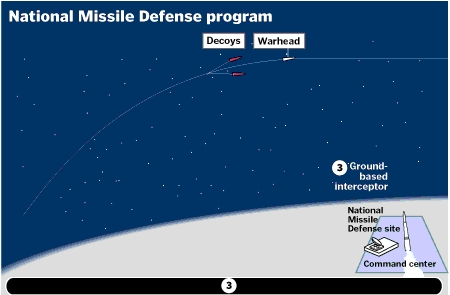 National Missile Defense program
Decoys
Warhead
3 Ground-
based
interceptor
National
Missile
Defense site
Command center
3